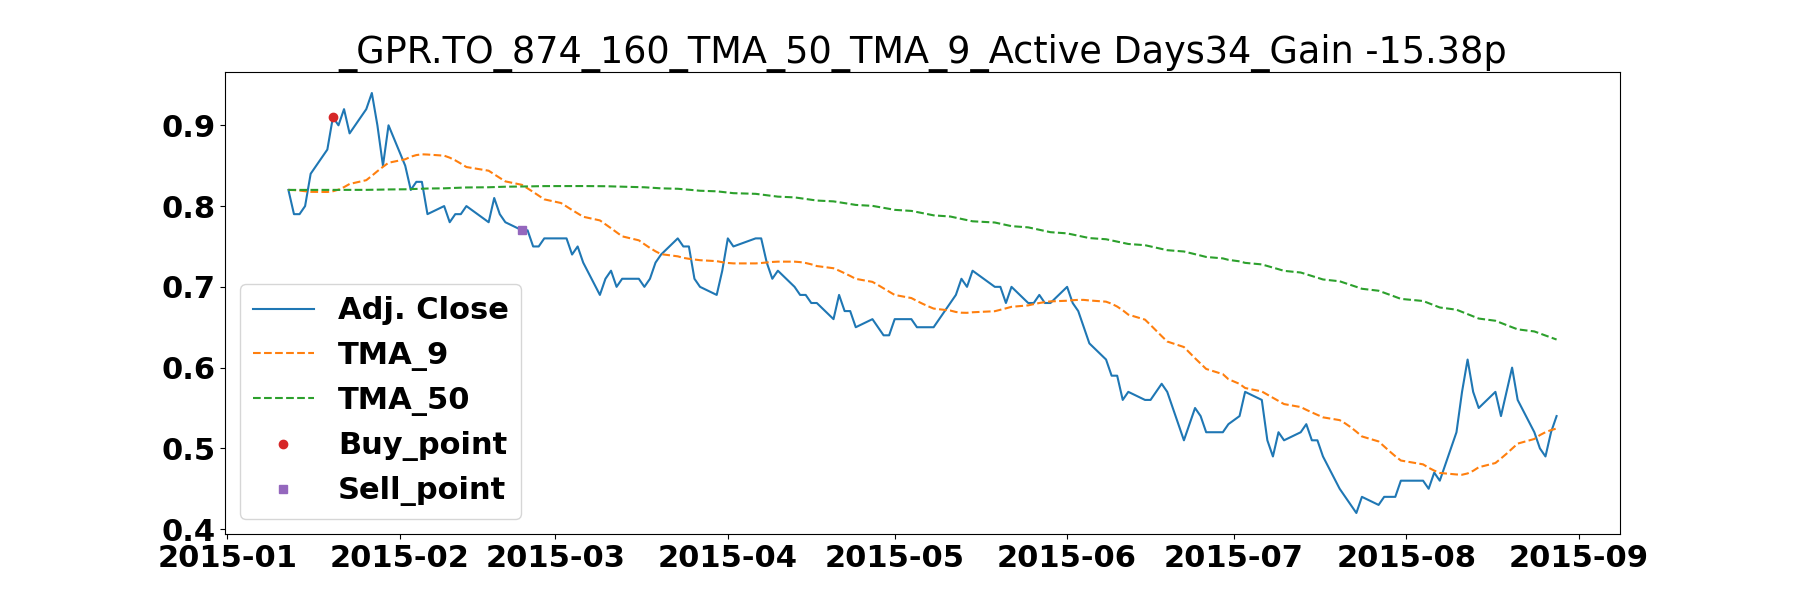 _GPR.TO_874_160_TMA_50_TMA_9_Active Days34_Gain -15.38p
0.9
0.8
0.7
0.6
0.5
0.4
Adj. Close
TMA_9
TMA_50
Buy_point
Sell_point
2015-01 2015-02 2015-03 2015-04 2015-05 2015-06 2015-07 2015-08 2015-09